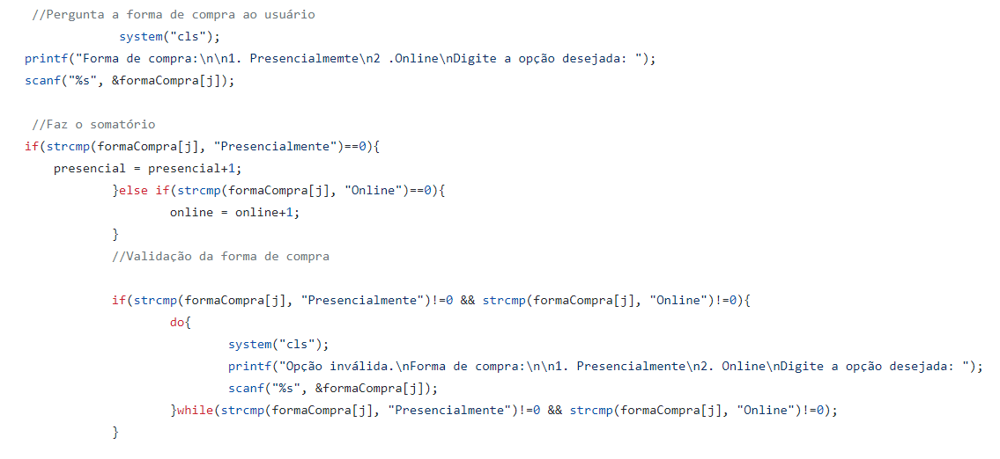 //Pergunta a forma de compra ao usuário
system("cls");
printf("Forma de compra:\n\n1. Presencialmemte\n2 .Online\nDigite a opção desejada: ");
scanf("%s", &formaCompra[j]);
//Faz o somatório
if(strcmp(formaCompra[j], "Presencialmente")==0){
presencial = presencial+1;
}else if(strcmp(formaCompra[j], "Online")==0){
online = online+1;
}
//Validação da forma de compra
if(strcmp(formaCompra[j], "Presencialmente")!=0 && strcmp(formaCompra[j], "Online")!=0){
do{
system("cls");
printf("Opção inválida.\nForma de compra:\n\n1. Presencialmente\n2. Online\nDigite a opção desejada: ");
scanf("%s", &formaCompra[j]);
}while(strcmp(formaCompra[j], "Presencialmente")!=0 && strcmp(formaCompra[j], "Online")!=0);
}